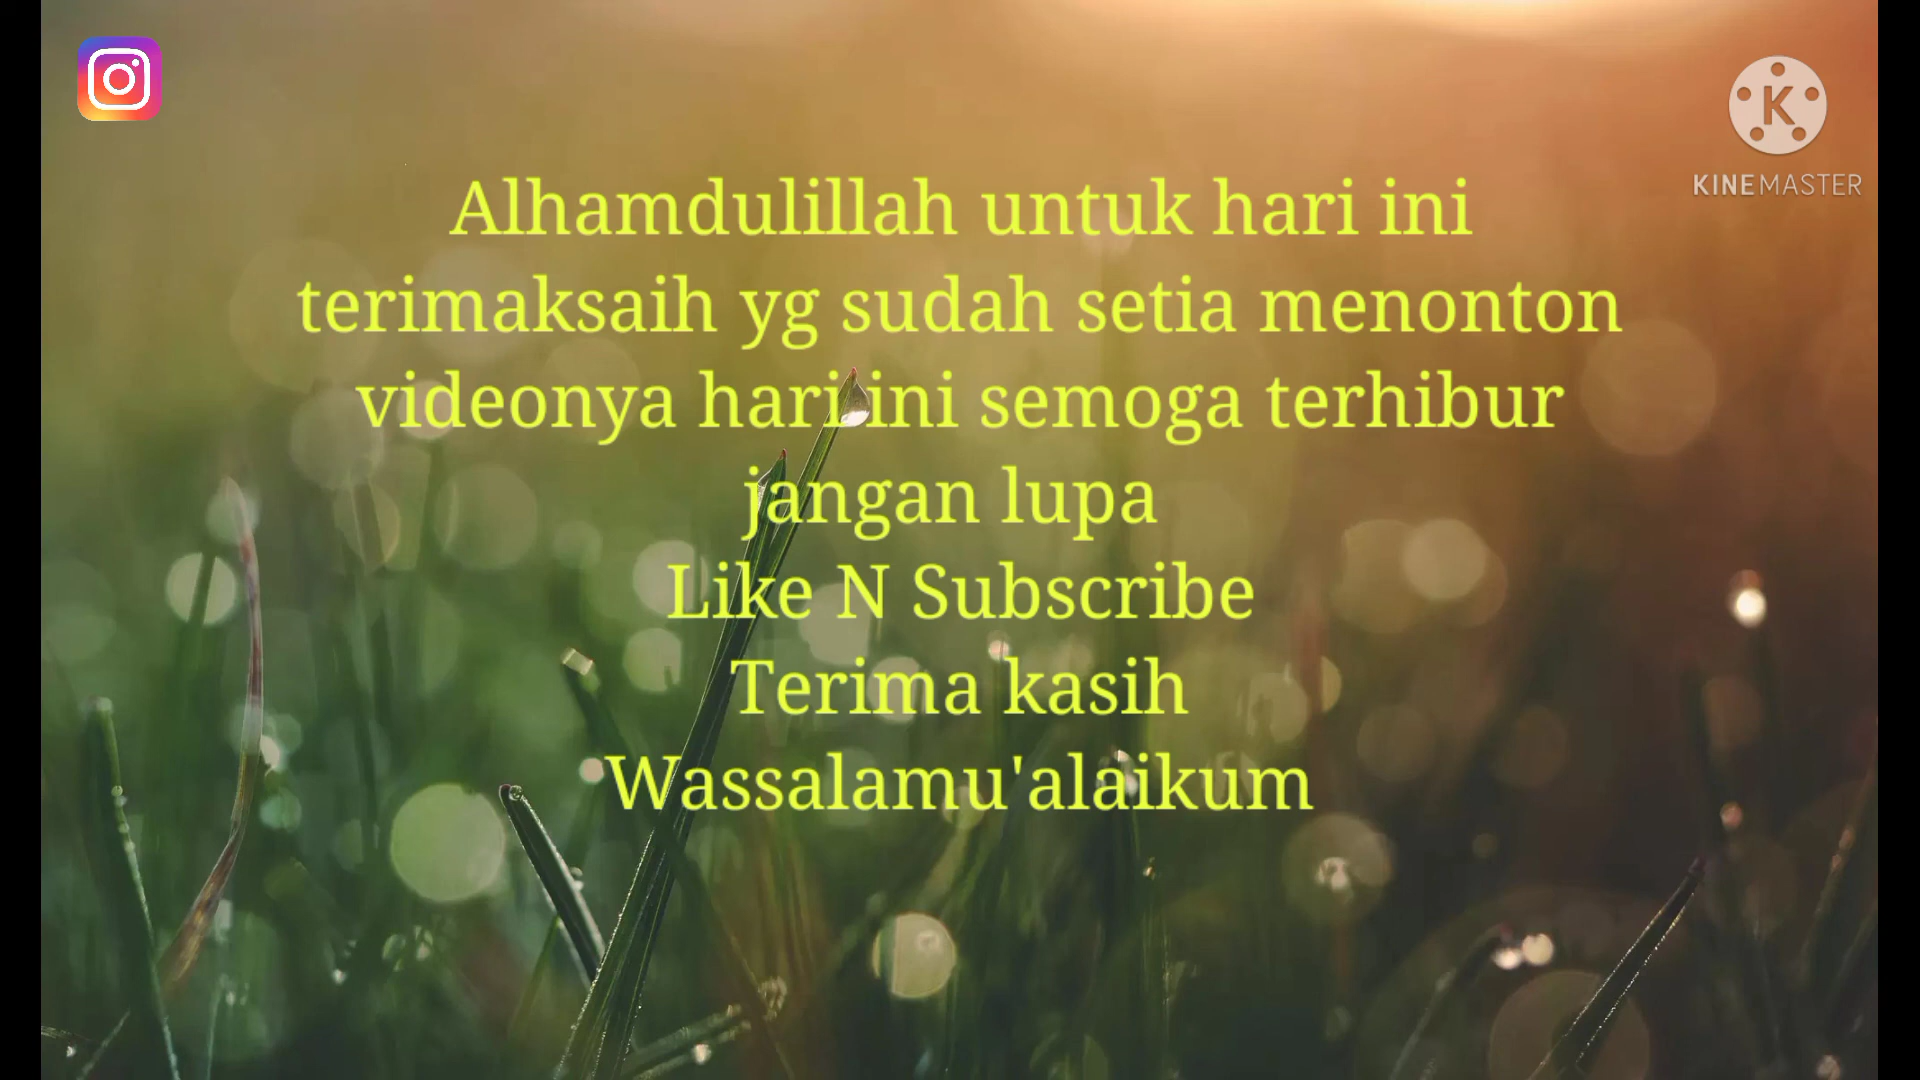 KINEMASTER
Alhamdulillah untuk hari ini
terimaksaih yg sudah setia menonton
videonya hari ini semoga terhibur
jangan lupa
Like N Subscribe
Terima kasih
Wassalamu'alaikum